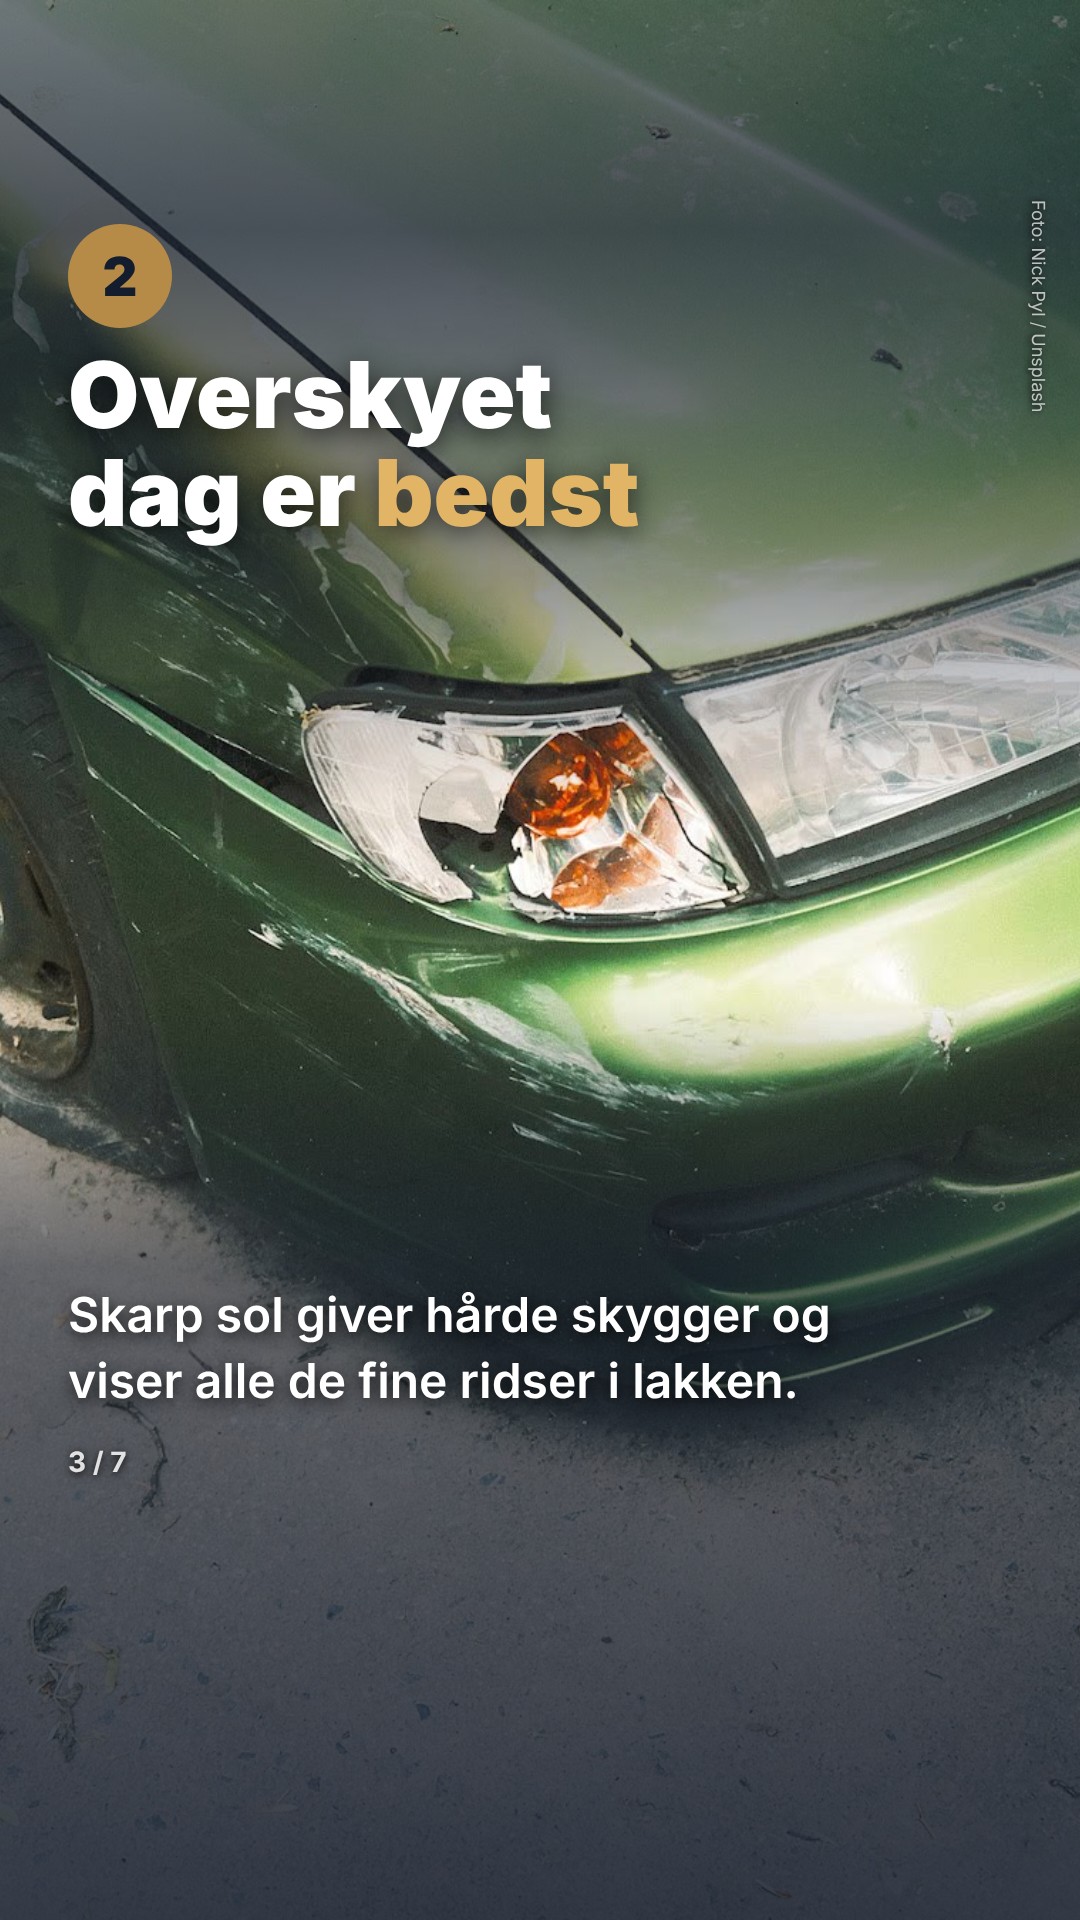 2
Overskyet
dag er bedst
Skarp sol giver hårde skygger og
viser alle de fine ridser i lakken.
3 / 7
Foto: Nick Pyl / Unsplash